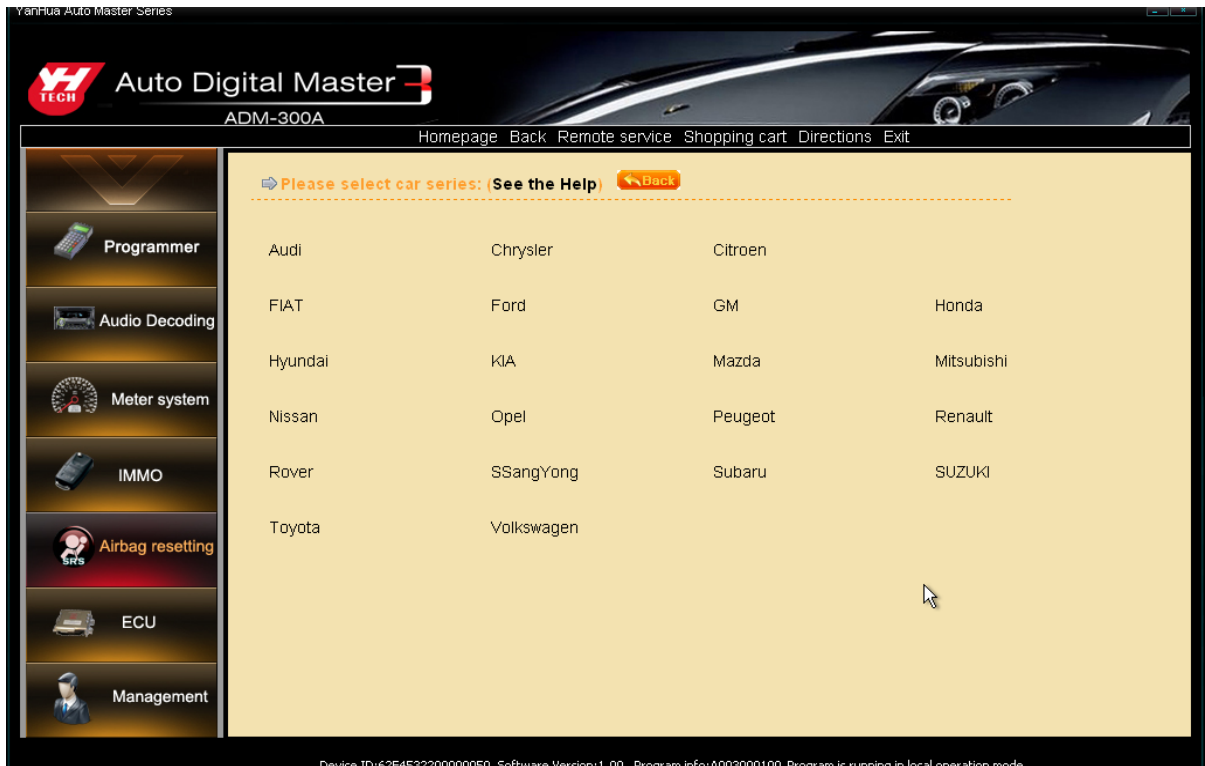 YanHua Auto Master Series
YH
TECH
Auto Digital Master 3
ADM-300A
Homepage Back Remote service Shopping cart Directions Exit
Please select car series: (See the Help) Back
Programmer
Audio Decoding
Meter system
IMMO
SRS
Airbag resetting
ECU
Management
Audi Chrysler Citroen
FIAT Ford GM Honda
Hyundai KIA Mazda Mitsubishi
Nissan Opel Peugeot Renault
Rover SSangYong Subaru SUZUKI
Toyota Volkswagen
Software Version:1.00 Program info:A003000100 Program is running in local operation mode